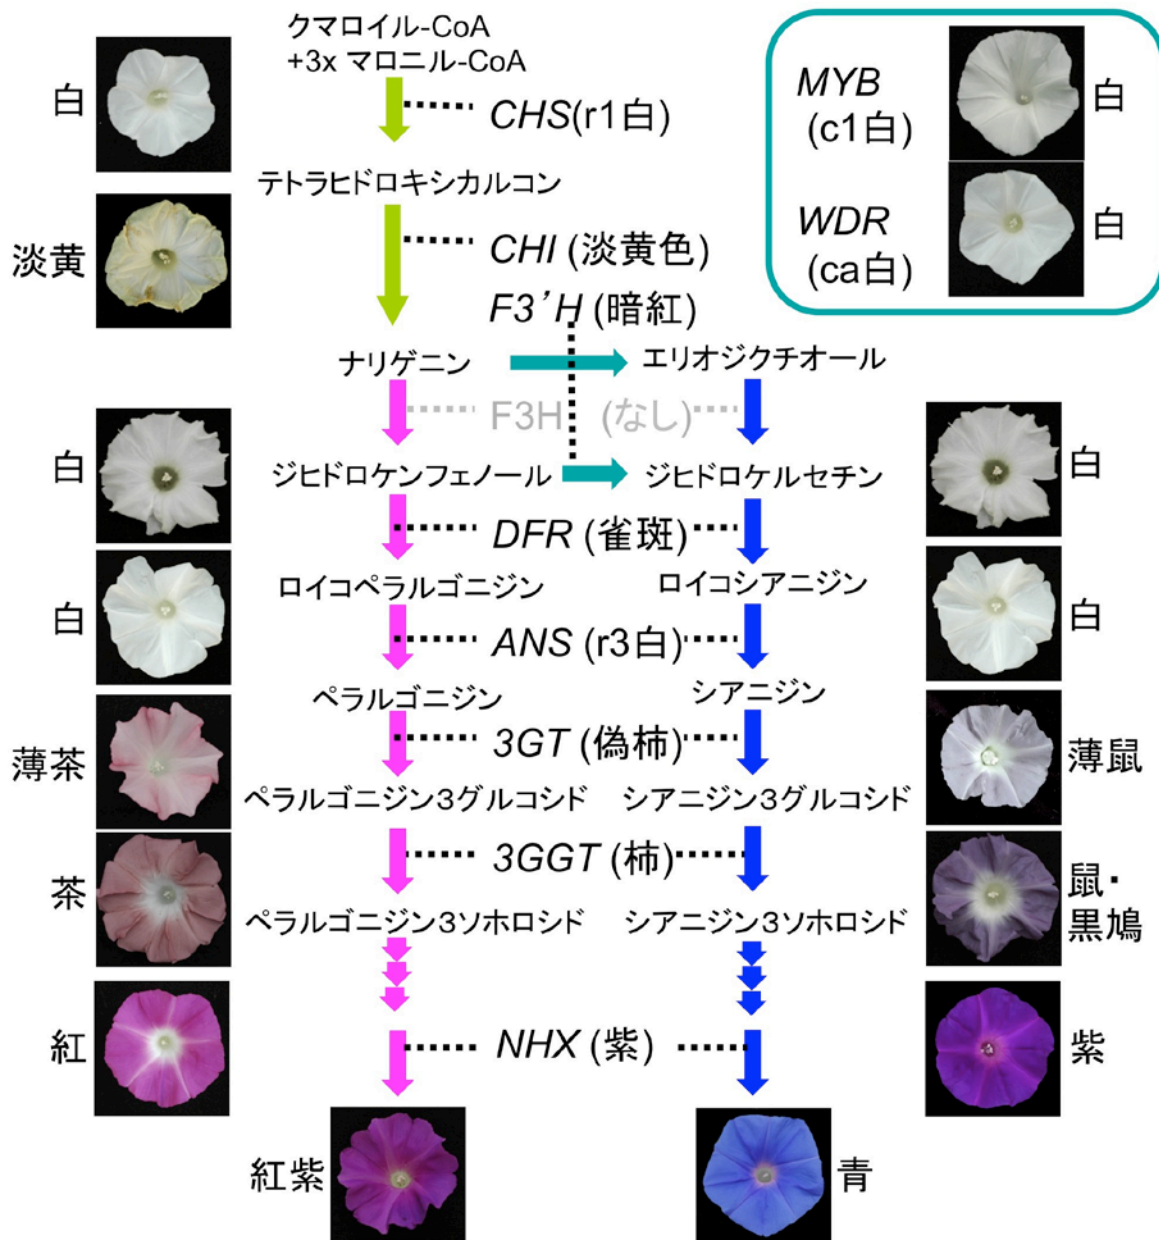 クマロイル-CoA
+3x マロニル-CoA
白
CHS(r1白)
MYB
(c1白)
白
テトラヒドロキシカルコン
WDR
(ca白)
白
淡黄
CHI (淡黄色)
F3’H (暗紅)
ナリゲニン
エリオジクチオール
F3H (なし)
白
ジヒドロケンフェノール
ジヒドロケルセチン
白
DFR (雀斑)
ロイコペラルゴニジン
ロイコシアニジン
白
ANS (r3白)
白
ペラルゴニジン
シアニジン
薄茶
3GT (偽柿)
薄鼠
ペラルゴニジン3グルコシド
シアニジン3グルコシド
茶
3GGT (柿)
鼠・
黒鳩
ペラルゴニジン3ソホロシド
シアニジン3ソホロシド
紅
NHX (紫)
紫
紅紫
青